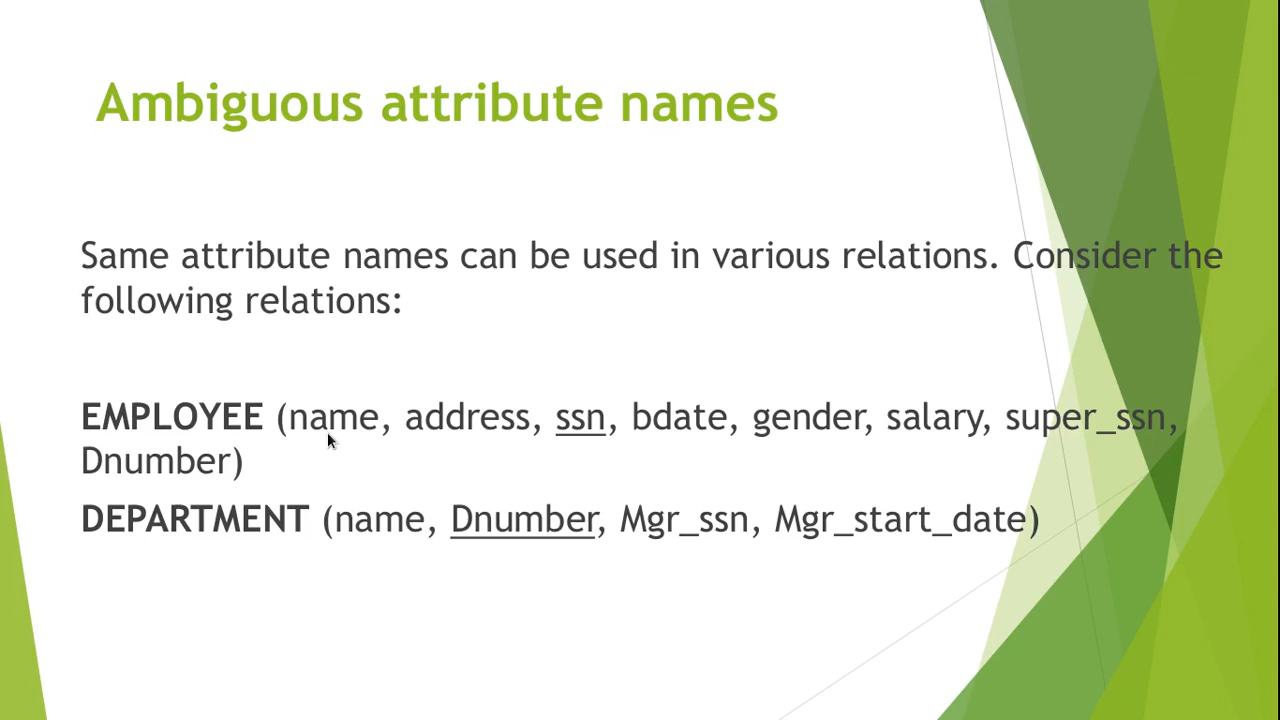 Ambiguous attribute names
Same attribute names can be used in various relations. Consider the
following relations:
EMPLOYEE (name, address, ssn, bdate, gender, salary, super_ssn,
Dnumber)
DEPARTMENT (name, Dnumber, Mgr_ssn, Mgr_start_date)